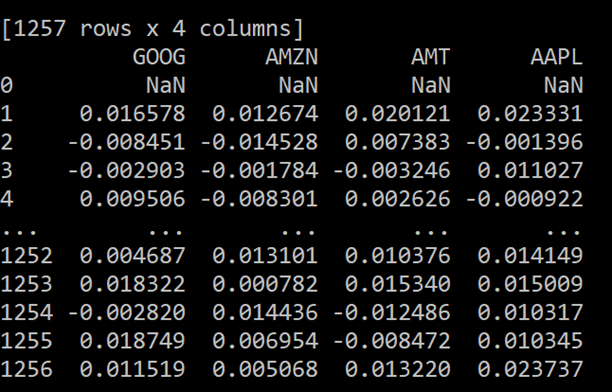 [1257 rows x 4 columns]
GOOG AMZN AMT AAPL
0 NaN NaN NaN NaN
1 0.016578 0.012674 0.020121 0.023331
2 -0.008451 -0.014528 0.007383 -0.001396
3 -0.002903 -0.001784 -0.003246 0.011027
4 0.009506 -0.008301 0.002626 -0.000922
... ... ... ... ...
1252 0.004687 0.013101 0.010376 0.014149
1253 0.018322 0.000782 0.015340 0.015009
1254 -0.002820 0.014436 -0.012486 0.010317
1255 0.018749 0.006954 -0.008472 0.010345
1256 0.011519 0.005068 0.013220 0.023737